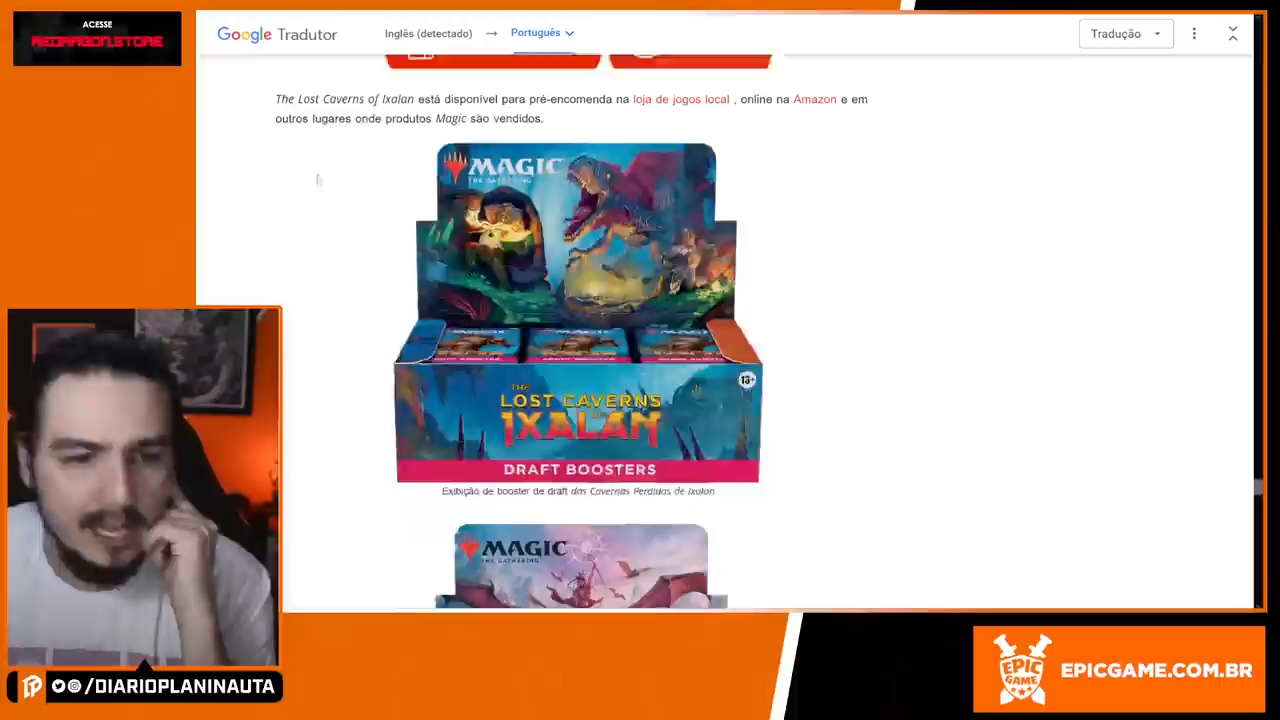 ACESSE
REDRAGON.STORE
Google Tradutor
Inglês (detectado) → Português
Tradução
The Lost Caverns of Ixalan está disponível para pré-encomenda na loja de jogos local , online na Amazon e em
outros lugares onde produtos Magic são vendidos.
MAGIC
THE GATHERING
DRAFT BOOSTER
13+
THE
LOST CAVERNS
OF
IXALAN
DRAFT BOOSTERS
Exibição de booster de draft das Cavernas Perdidas de Ixalan
MAGIC
THE GATHERING
/DIARIOPLANINAUTA
EPIC
GAME
EPICGAME.COM.BR